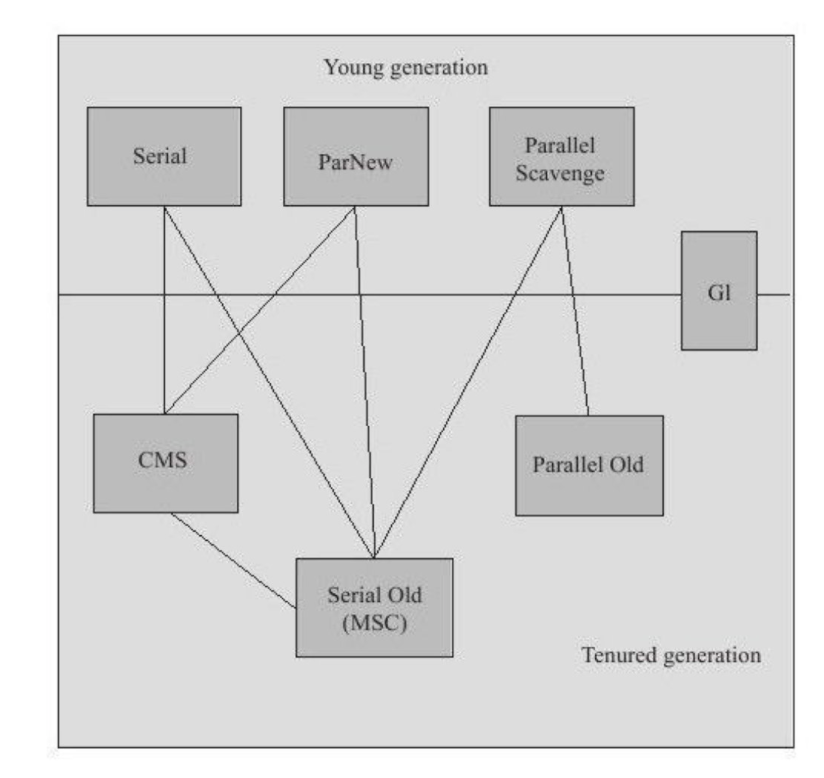 Young generation
Serial
ParNew
Parallel
Scavenge
Gl
CMS
Parallel Old
Serial Old
(MSC)
Tenured generation